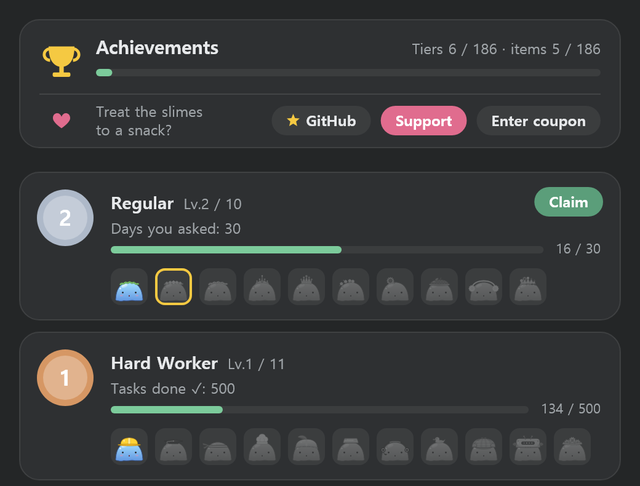 Achievements
Tiers 6 / 186 · items 5 / 186
Treat the slimes
to a snack?
GitHub
Support
Enter coupon
2
Regular Lv.2 / 10
Claim
Days you asked: 30
16 / 30
1
Hard Worker Lv.1 / 11
Tasks done ✓: 500
134 / 500